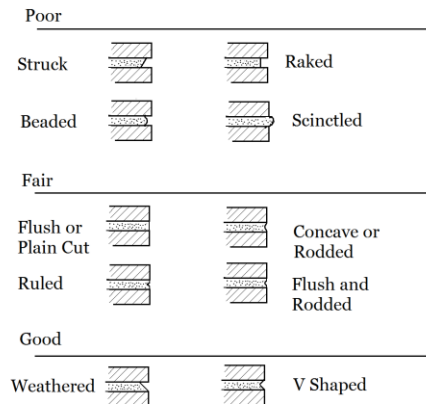 Poor
Struck
Raked
Beaded
Scinctled
Fair
Flush or
Plain Cut
Concave or
Rodded
Ruled
Flush and
Rodded
Good
Weathered
V Shaped